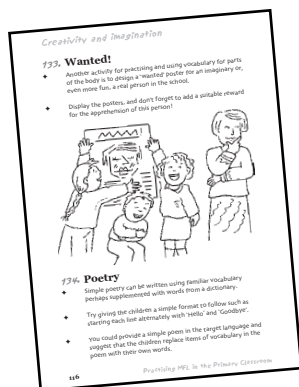 Creativity and imagination
133. Wanted!
Another activity for practising and using vocabulary for parts
of the body is to design a 'wanted' poster for an imaginary or,
even more fun, a real person in the school.
Display the posters, and don't forget to add a suitable reward
for the apprehension of this person!
134. Poetry
Simple poetry can be written using familiar vocabulary
perhaps supplemented with words from a dictionary.
Try giving the children a simple format to follow such as
starting each line alternately with 'Hello' and 'Goodbye'.
You could provide a simple poem in the target language and
suggest that the children replace items of vocabulary in the
poem with their own words.
116
Practising MFL in the Primary Classroom